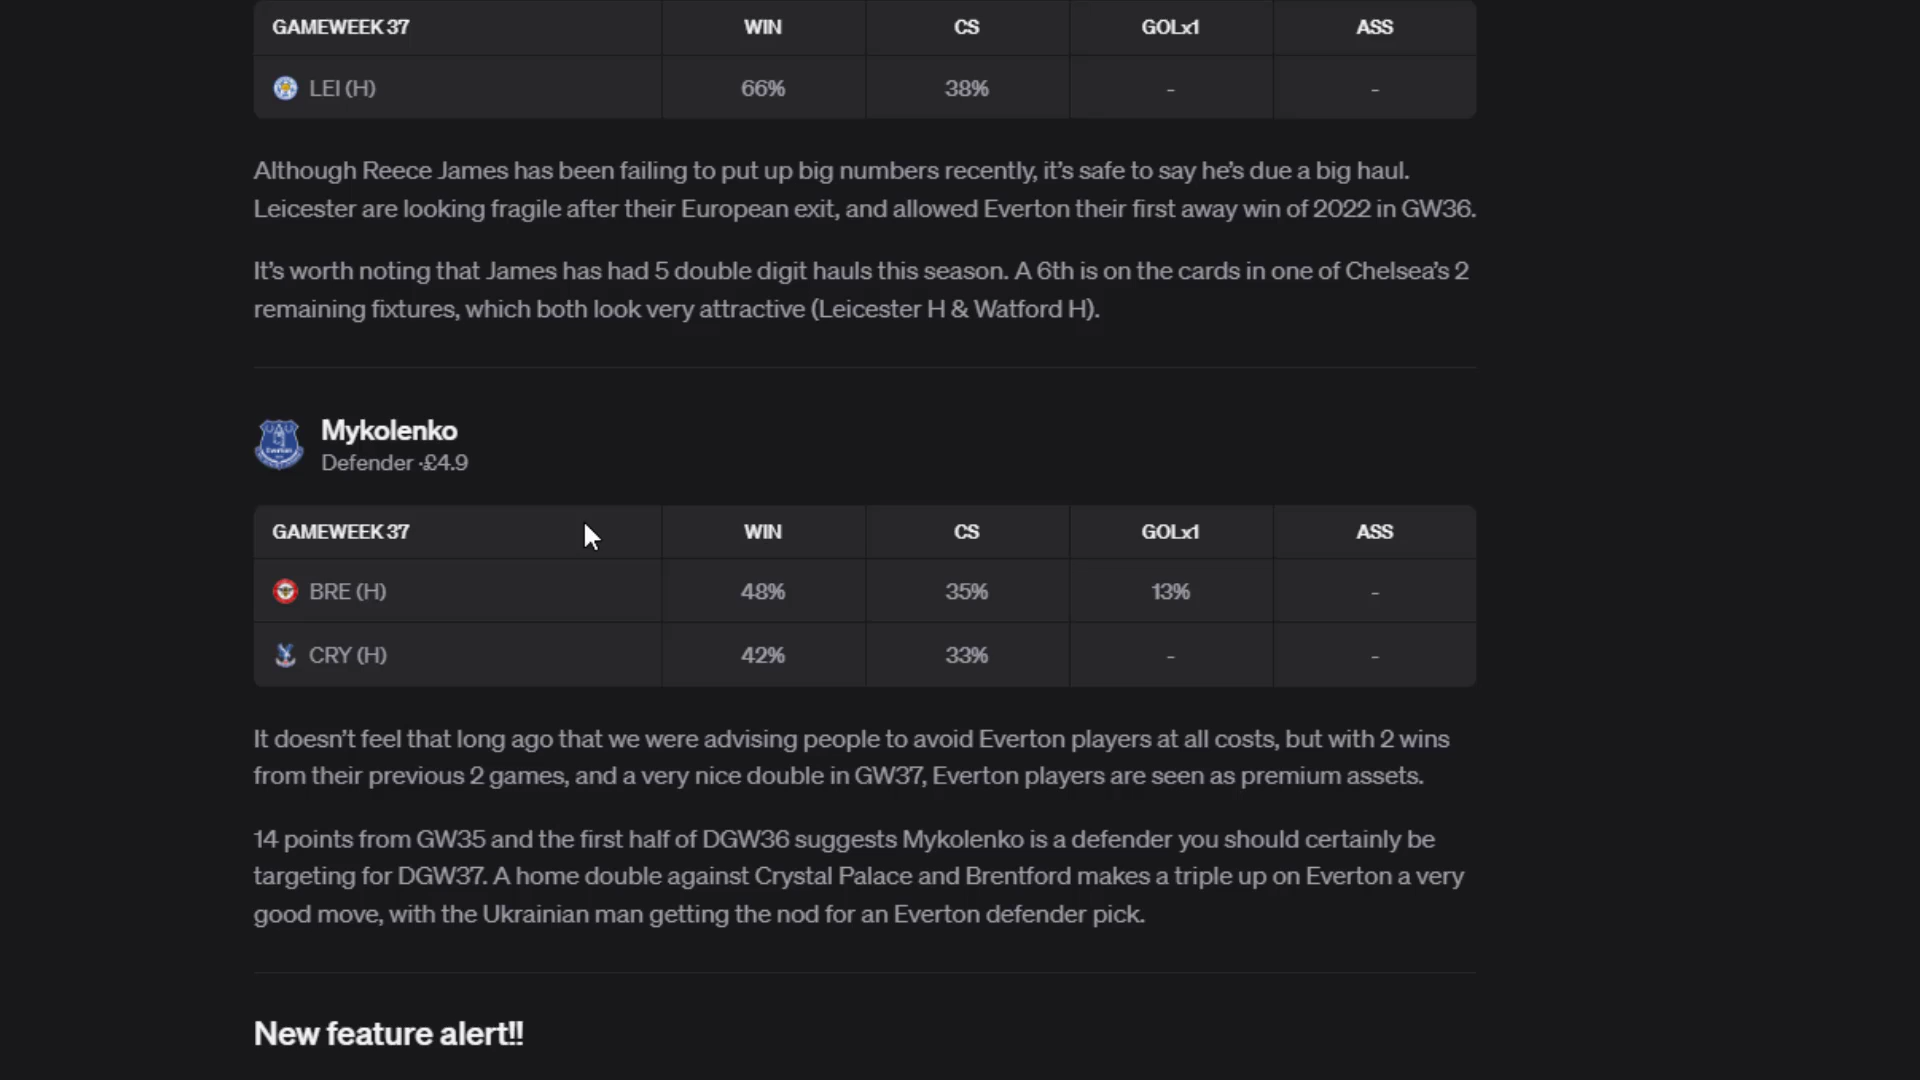 GAMEWEEK 37 WIN CS GOLx1 ASS
LEI (H) 66% 38% - -
Although Reece James has been failing to put up big numbers recently, it's safe to say he's due a big haul.
Leicester are looking fragile after their European exit, and allowed Everton their first away win of 2022 in GW36.
It's worth noting that James has had 5 double digit hauls this season. A 6th is on the cards in one of Chelsea's 2
remaining fixtures, which both look very attractive (Leicester H & Watford H).
Mykolenko
Defender ·£4.9
GAMEWEEK 37 WIN CS GOLx1 ASS
BRE (H) 48% 35% 13% -
CRY (H) 42% 33% - -
It doesn't feel that long ago that we were advising people to avoid Everton players at all costs, but with 2 wins
from their previous 2 games, and a very nice double in GW37, Everton players are seen as premium assets.
14 points from GW35 and the first half of DGW36 suggests Mykolenko is a defender you should certainly be
targeting for DGW37. A home double against Crystal Palace and Brentford makes a triple up on Everton a very
good move, with the Ukrainian man getting the nod for an Everton defender pick.
New feature alert!!